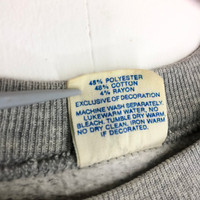 48% POLYESTER
48% COTTON
4% RAYON
EXCLUSIVE OF DECORATION
MACHINE WASH SEPARATELY.
LUKEWARM WATER, NO
BLEACH. TUMBLE DRY WARM.
NO DRY CLEAN. IRON WARM
IF DECORATED.